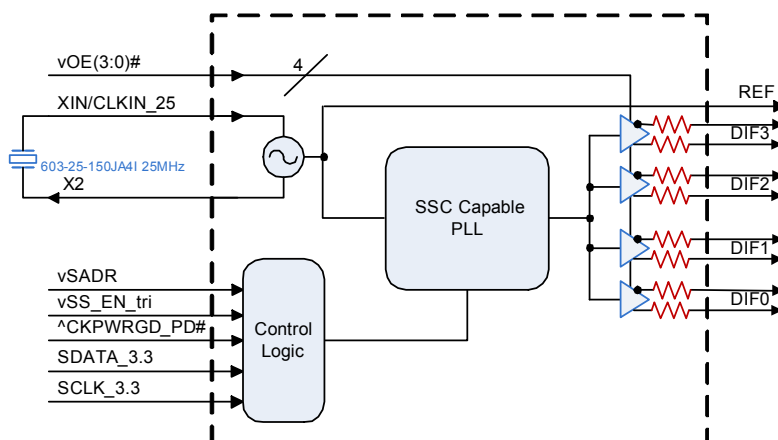 vOE(3:0)#
4
XIN/CLKIN_25
REF
DIF3
603-25-150JA4I 25MHz
X2
SSC Capable
PLL
DIF2
DIF1
DIF0
vSADR
vSS_EN_tri
^CKPWRGD_PD#
SDATA_3.3
SCLK_3.3
Control
Logic